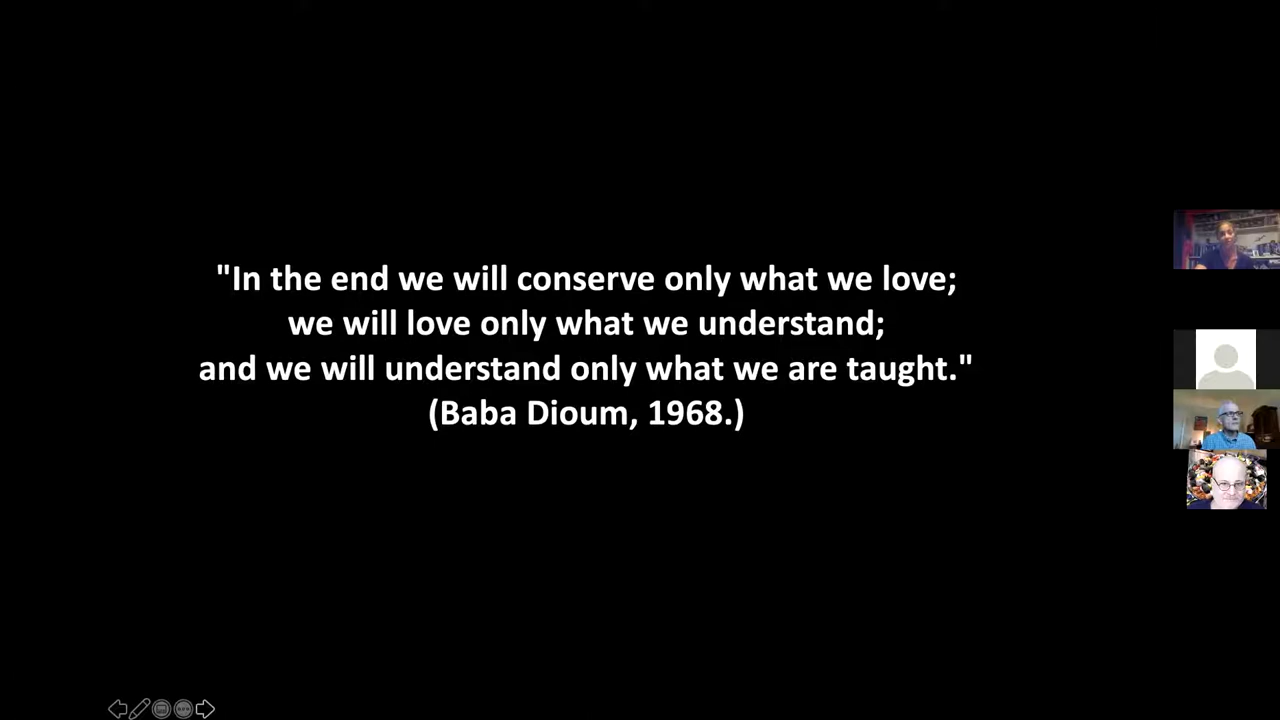 "In the end we will conserve only what we love;
we will love only what we understand;
and we will understand only what we are taught."
(Baba Dioum, 1968.)